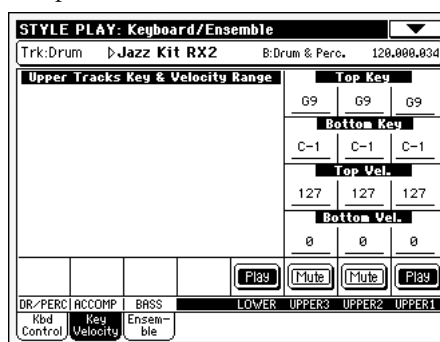 STYLE PLAY: Keyboard/Ensemble
Trk:Drum ▷Jazz Kit RX2 B:Drum & Perc. 120.000.034
Upper Tracks Key & Velocity Range Top Key
G9 G9 G9
Bottom Key
C-1 C-1 C-1
Top Vel.
127 127 127
Bottom Vel.
0 0 0
Play Mute Mute Play
DR/PERC ACCOMP BASS LOWER UPPER3 UPPER2 UPPER1
Kbd Control Key Velocity Ensem-ble